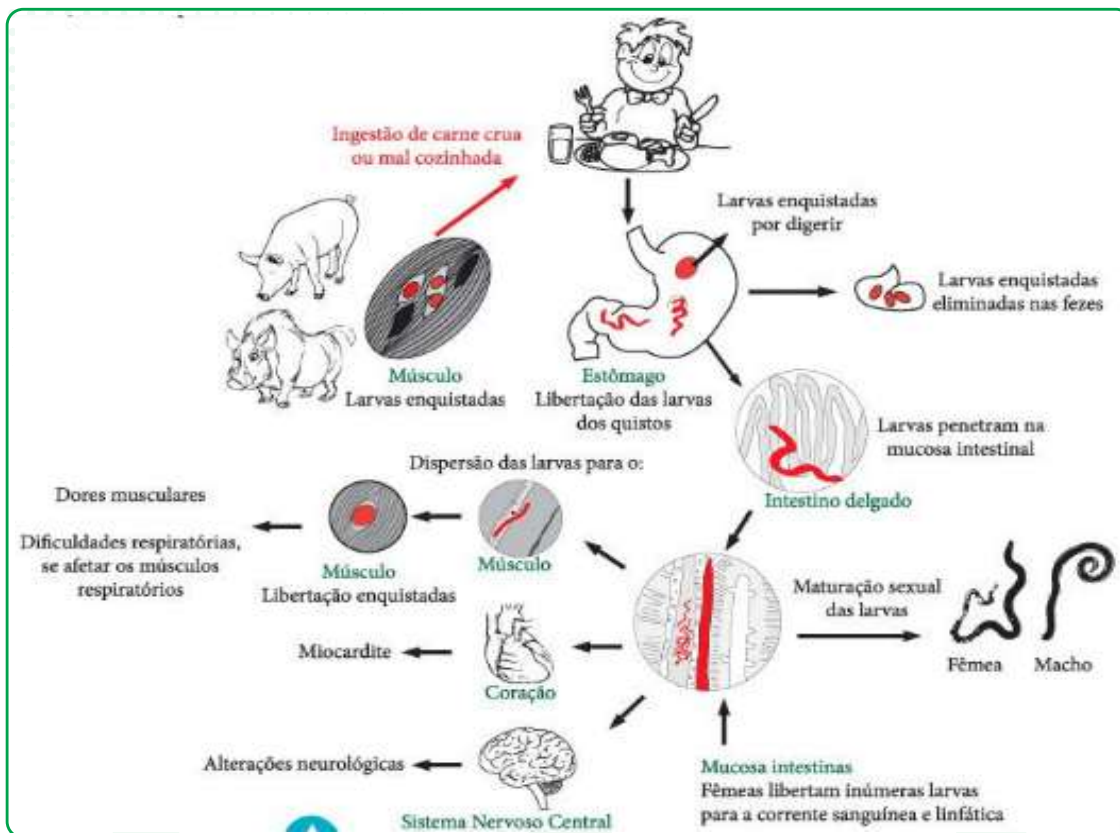 Ingestão de carne crua
ou mal cozinhada
Larvas enquistadas
por digerir
Larvas enquistadas
eliminadas nas fezes
Músculo
Larvas enquistadas
Estômago
Libertação das larvas
dos quistos
Larvas penetram na
mucosa intestinal
Intestino delgado
Dispersão das larvas para o:
Dores musculares
Dificuldades respiratórias,
se afetar os músculos
respiratórios
Músculo
Libertação enquistadas
Músculo
Maturação sexual
das larvas
Fêmea
Macho
Miocardite
Coração
Alterações neurológicas
Sistema Nervoso Central
Mucosa intestinas
Fêmeas libertam inúmeras larvas
para a corrente sanguínea e linfática